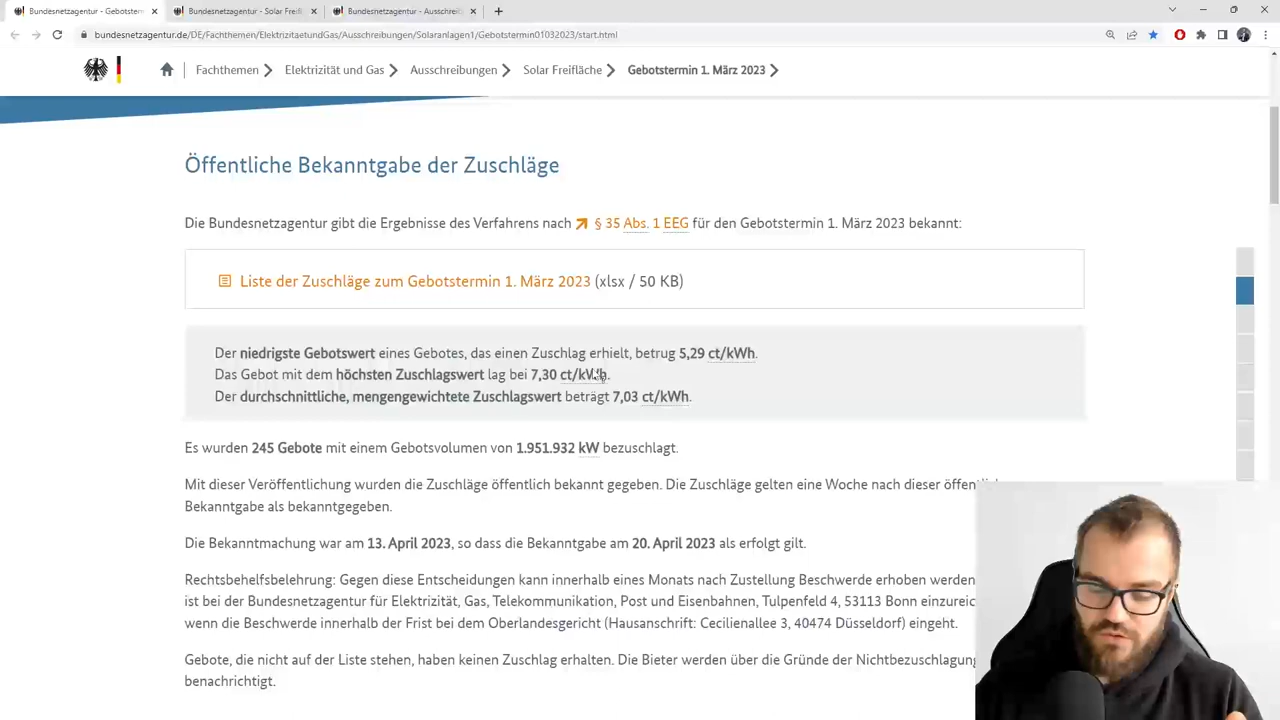 Bundesnetzagentur - Gebotsterm
Bundesnetzagentur - Solar Freifl
Bundesnetzagentur - Ausschreib
bundesnetzagentur.de/DE/Fachthemen/ElektrizitaetundGas/Ausschreibungen/Solaranlagen1/Gebotstermin01032023/start.html
Fachthemen
Elektrizität und Gas
Ausschreibungen
Solar Freifläche
Gebotstermin 1. März 2023
Öffentliche Bekanntgabe der Zuschläge
Die Bundesnetzagentur gibt die Ergebnisse des Verfahrens nach § 35 Abs. 1 EEG für den Gebotstermin 1. März 2023 bekannt:
Liste der Zuschläge zum Gebotstermin 1. März 2023 (xlsx / 50 KB)
Der niedrigste Gebotswert eines Gebotes, das einen Zuschlag erhielt, betrug 5,29 ct/kWh.
Das Gebot mit dem höchsten Zuschlagswert lag bei 7,30 ct/kWh.
Der durchschnittliche, mengengewichtete Zuschlagswert beträgt 7,03 ct/kWh.
Es wurden 245 Gebote mit einem Gebotsvolumen von 1.951.932 kW bezuschlagt.
Mit dieser Veröffentlichung wurden die Zuschläge öffentlich bekannt gegeben. Die Zuschläge gelten eine Woche nach dieser öffentlich
Bekanntgabe als bekanntgegeben.
Die Bekanntmachung war am 13. April 2023, so dass die Bekanntgabe am 20. April 2023 als erfolgt gilt.
Rechtsbehelfsbelehrung: Gegen diese Entscheidungen kann innerhalb eines Monats nach Zustellung Beschwerde erhoben werden
ist bei der Bundesnetzagentur für Elektrizität, Gas, Telekommunikation, Post und Eisenbahnen, Tulpenfeld 4, 53113 Bonn einzureic
wenn die Beschwerde innerhalb der Frist bei dem Oberlandesgericht (Hausanschrift: Cecilienallee 3, 40474 Düsseldorf) eingeht.
Gebote, die nicht auf der Liste stehen, haben keinen Zuschlag erhalten. Die Bieter werden über die Gründe der Nichtbezuschlagung
benachrichtigt.